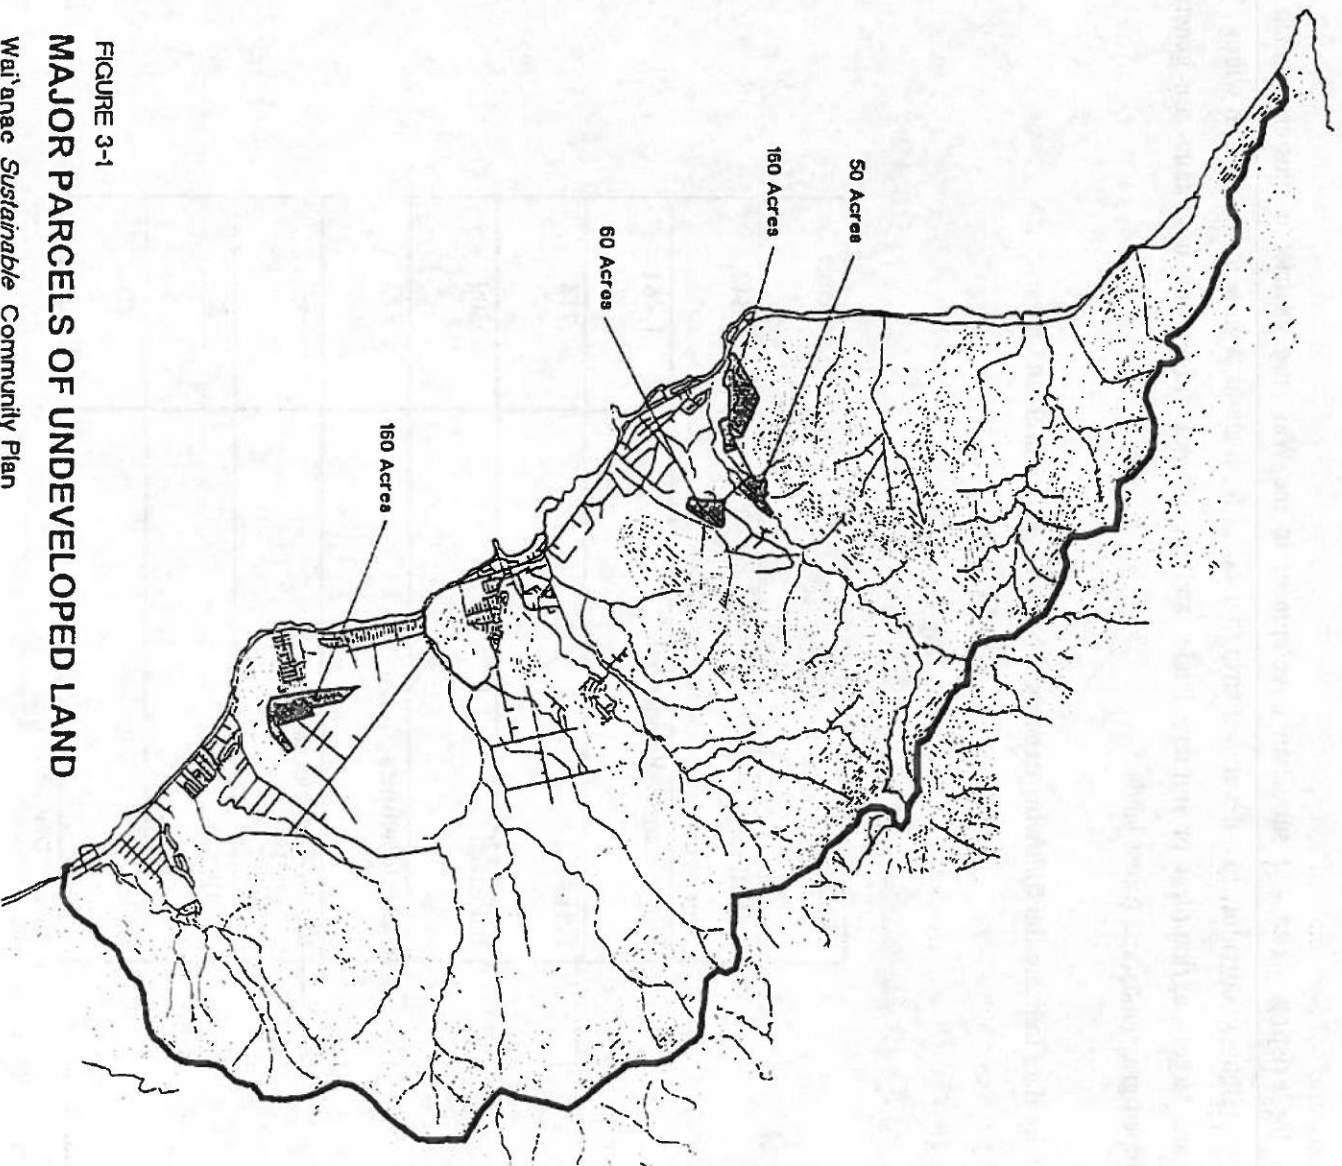 50 Acres
160 Acres
60 Acres
160 Acres
FIGURE 3-1
MAJOR PARCELS OF UNDEVELOPED LAND
Wai'anae Sustainable Community Plan